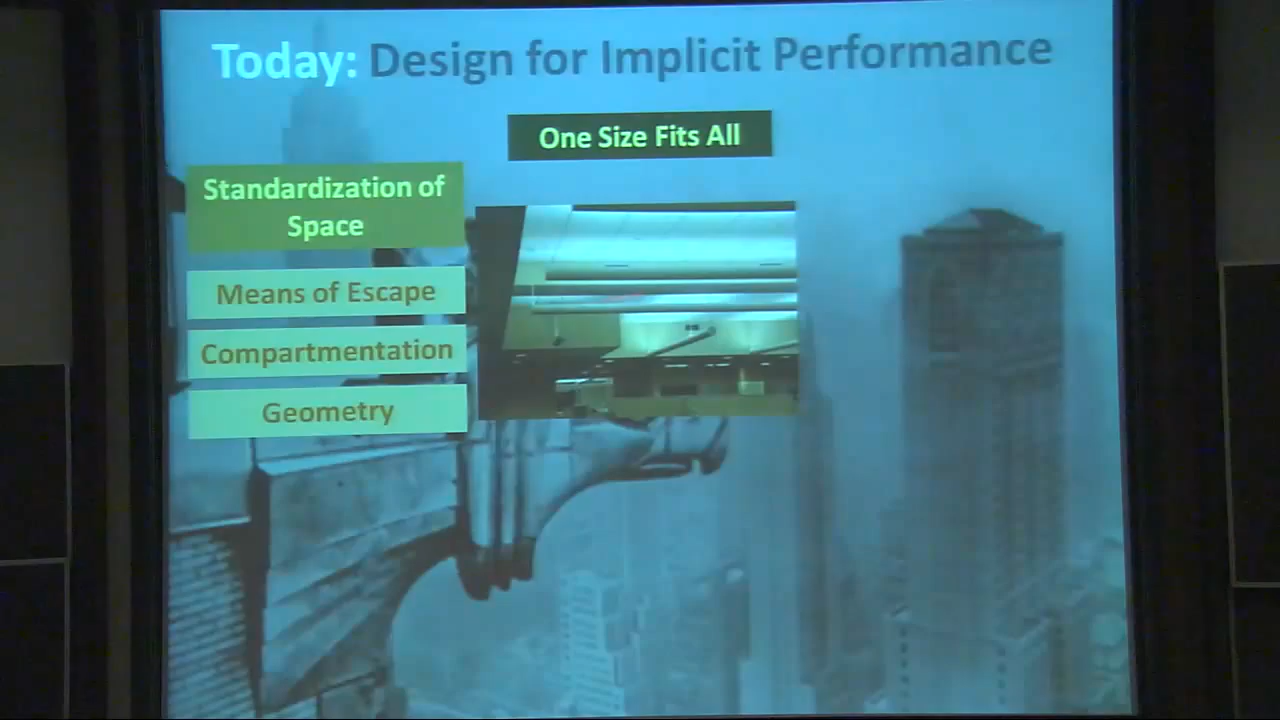 Today: Design for Implicit Performance
One Size Fits All
Standardization of
Space
Means of Escape
Compartmentation
Geometry